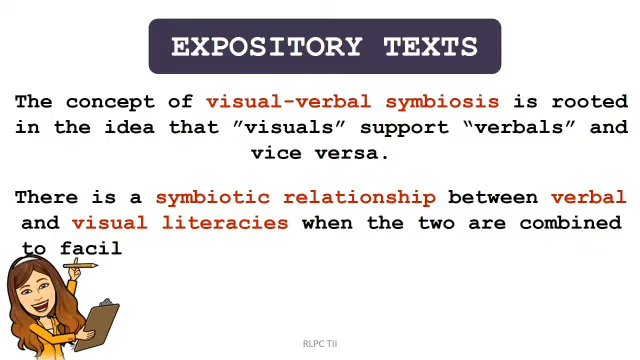 EXPOSITORY TEXTS
The concept of visual-verbal symbiosis is rooted
in the idea that ”visuals” support “verbals” and
vice versa.
There is a symbiotic relationship between verbal
and visual literacies when the two are combined
to facil
RLPC TII